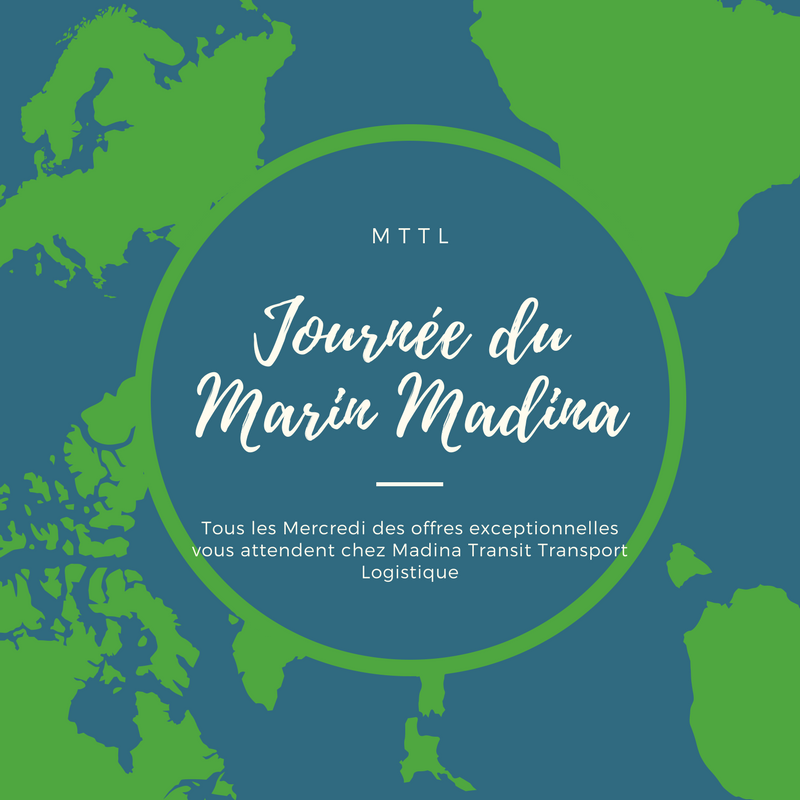 MTTL
Journée du
Marin Madina
Tous les Mercredi des offres exceptionnelles
vous attendent chez Madina Transit Transport
Logistique